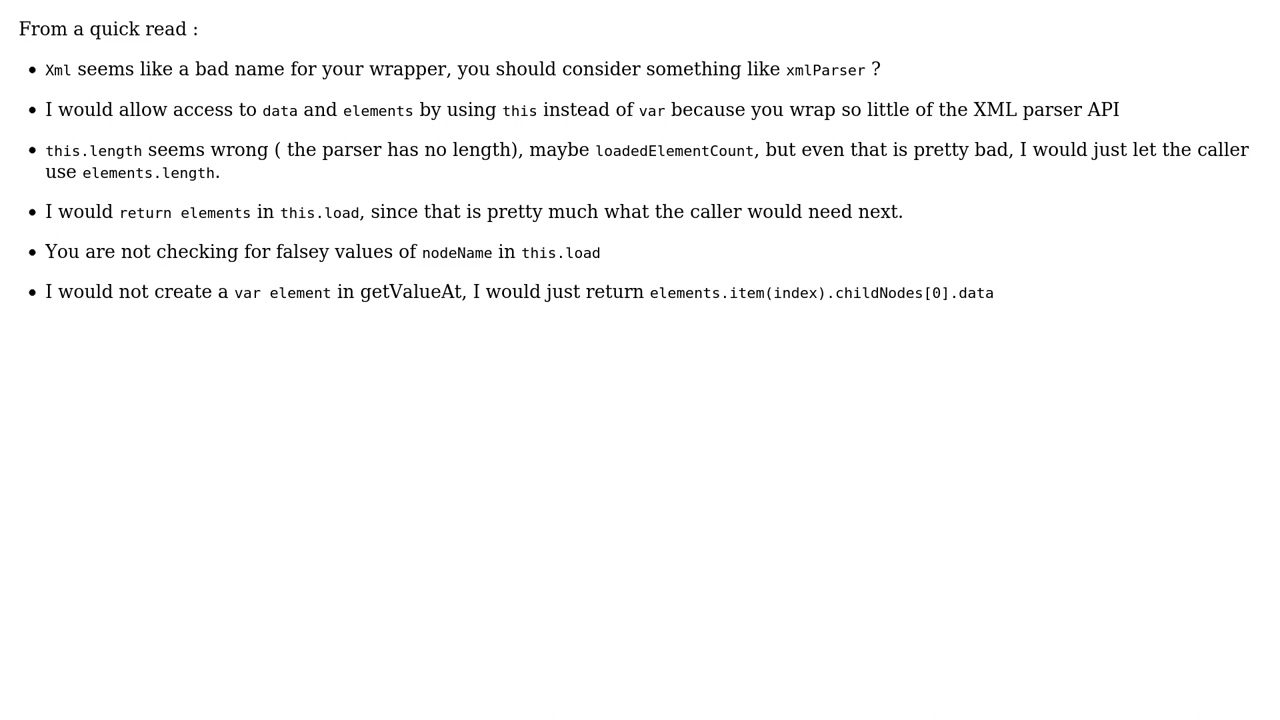 From a quick read :
• Xml seems like a bad name for your wrapper, you should consider something like xmlParser ?
• I would allow access to data and elements by using this instead of var because you wrap so little of the XML parser API
• this.length seems wrong ( the parser has no length), maybe loadedElementCount, but even that is pretty bad, I would just let the caller
use elements.length.
• I would return elements in this.load, since that is pretty much what the caller would need next.
• You are not checking for falsey values of nodeName in this.load
• I would not create a var element in getValueAt, I would just return elements.item(index).childNodes[0].data